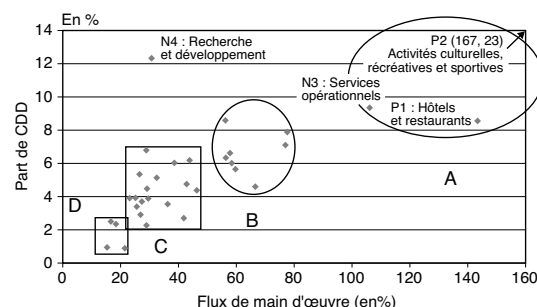 En %
14
12
10
8
6
4
2
0
Part de CDD
N4 : Recherche
et développement
P2 (167, 23)
Activités culturelles,
récréatives et sportives
N3 : Services
opérationnels
P1 : Hôtels
et restaurants
A
B
C
D
0
20
40
60
80
100
120
140
160
Flux de main d'œuvre (en%)